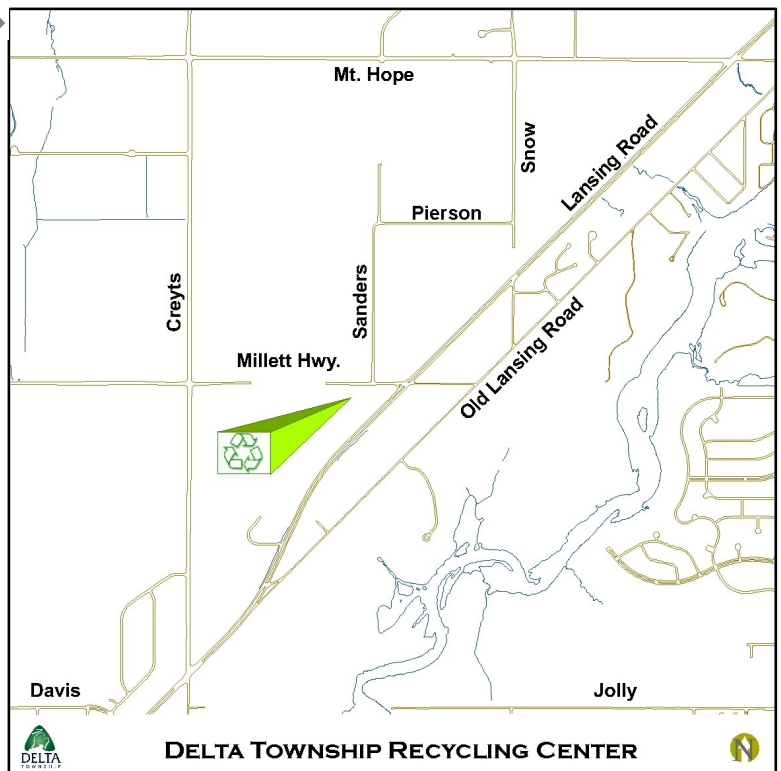 Mt. Hope
Snow
Lansing Road
Pierson
Sanders
Creyts
Millett Hwy.
Old Lansing Road
Davis
Jolly
DELTA
TOWNSHIP
DELTA TOWNSHIP RECYCLING CENTER
N